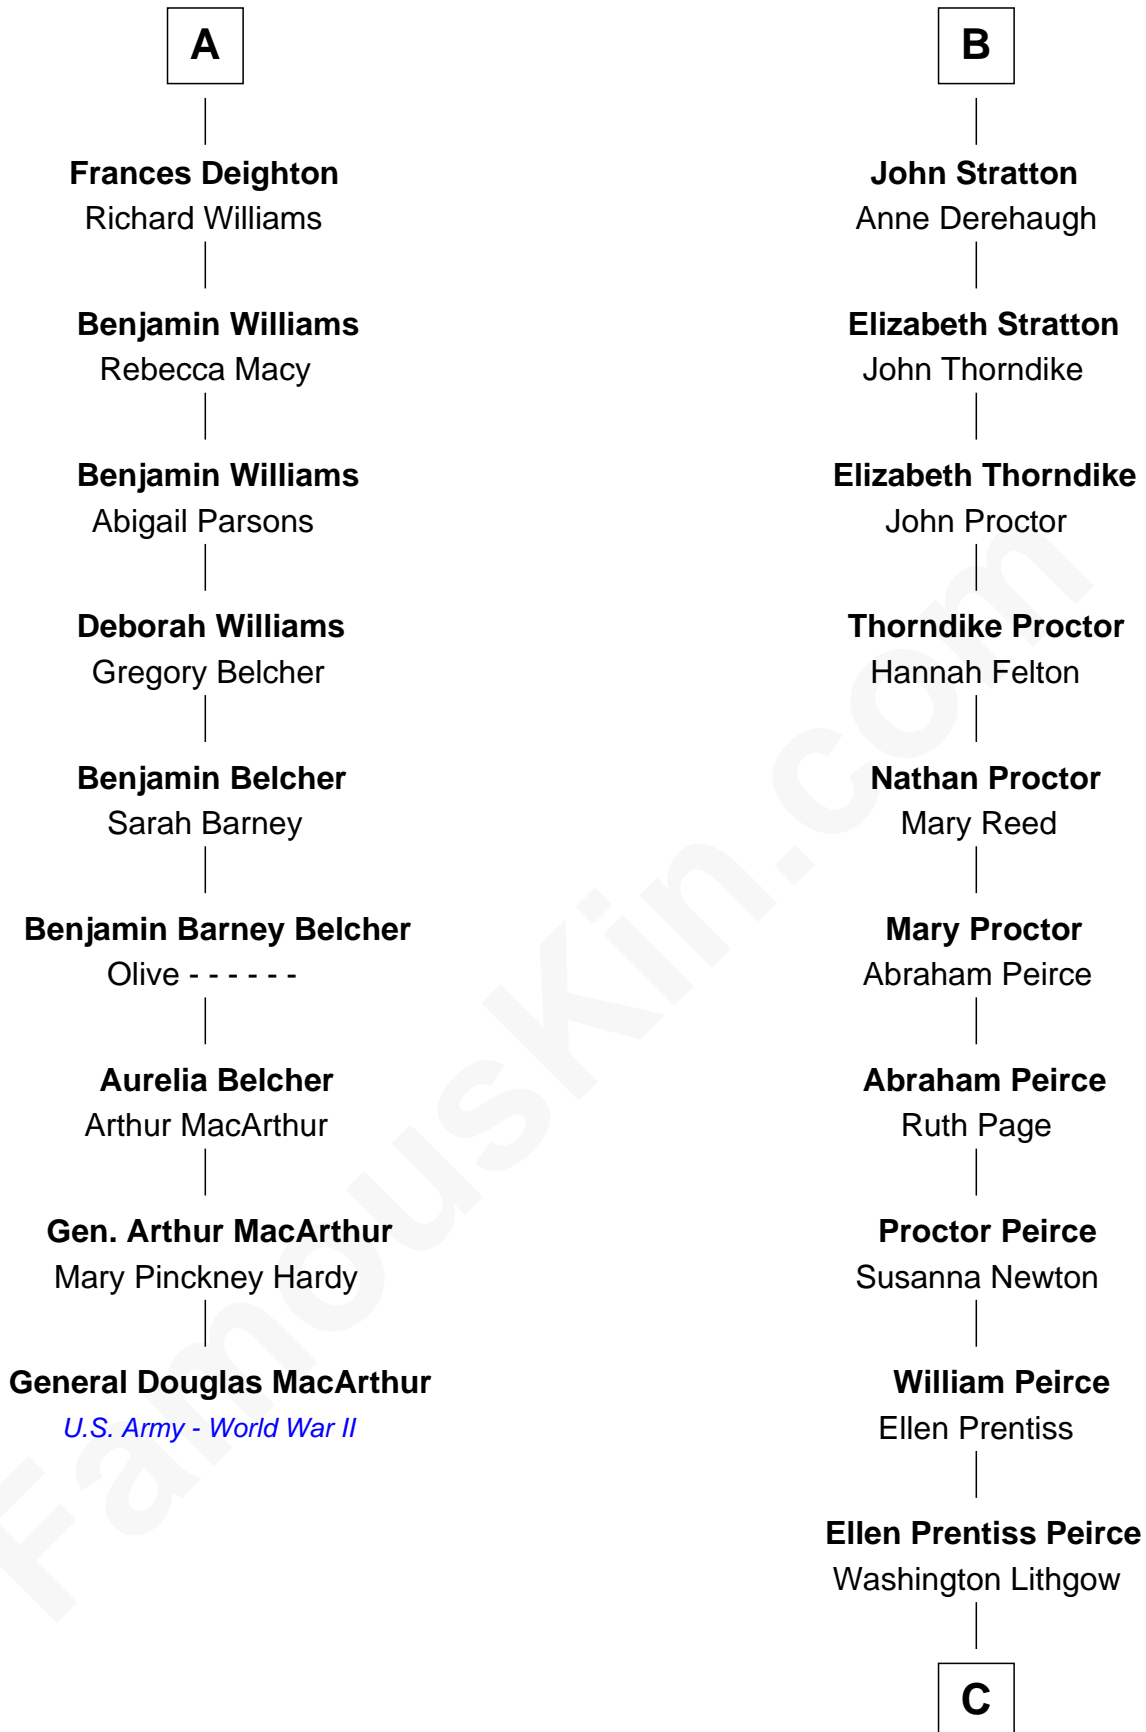 A
Frances Deighton
Richard Williams
Benjamin Williams
Rebecca Macy
Benjamin Williams
Abigail Parsons
Deborah Williams
Gregory Belcher
Benjamin Belcher
Sarah Barney
Benjamin Barney Belcher
Olive - - - - - -
Aurelia Belcher
Arthur MacArthur
Gen. Arthur MacArthur
Mary Pinckney Hardy
General Douglas MacArthur
U.S. Army - World War II
B
John Stratton
Anne Derehaugh
Elizabeth Stratton
John Thorndike
Elizabeth Thorndike
John Proctor
Thorndike Proctor
Hannah Felton
Nathan Proctor
Mary Reed
Mary Proctor
Abraham Peirce
Abraham Peirce
Ruth Page
Proctor Peirce
Susanna Newton
William Peirce
Ellen Prentiss
Ellen Prentiss Peirce
Washington Lithgow
C
FamousKin.com